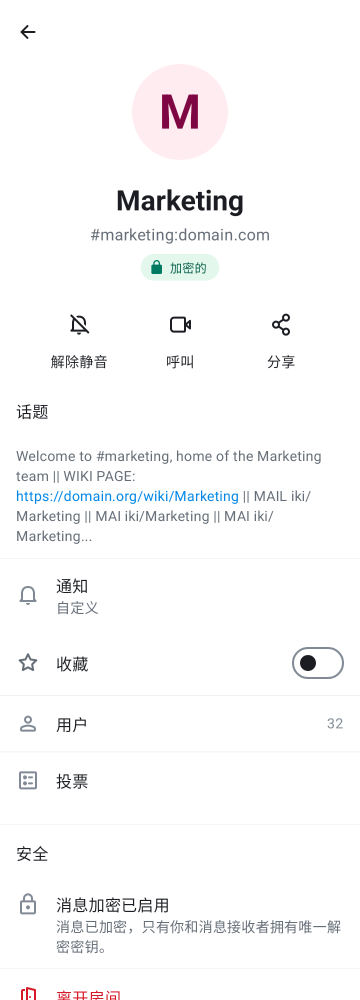 M
Marketing
#marketing:domain.com
加密的
解除静音
呼叫
分享
话题
Welcome to #marketing, home of the Marketing
team || WIKI PAGE:
https://domain.org/wiki/Marketing || MAIL iki/
Marketing || MAI iki/Marketing || MAI iki/
Marketing...
通知
自定义
收藏
用户
32
投票
安全
消息加密已启用
消息已加密，只有你和消息接收者拥有唯一解
密密钥。
离开房间